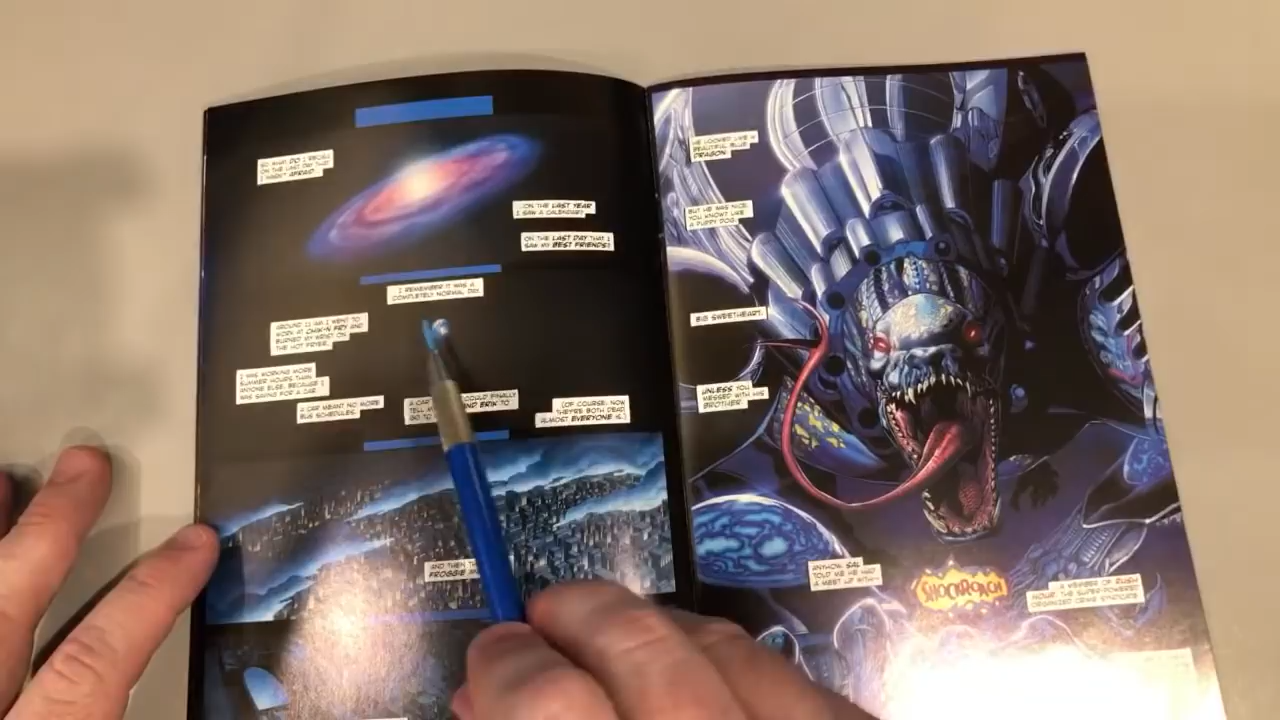 SO WHAT DO I RECALL
ON THE LAST DAY THAT
I WASN'T AFRAID
...ON THE LAST YEAR
I SAW A CALENDAR?
ON THE LAST DAY THAT I
SAW MY BEST FRIENDS?
I REMEMBER IT WAS A
COMPLETELY NORMAL DAY.
AROUND 11 AM I WENT TO
WORK AT CHIK-N FRY AND
BURNED MY WRIST ON
THE HOT FRYER.
I WAS WORKING MORE
SUMMER HOURS THAN
ANYONE ELSE, BECAUSE I
WAS SAVING FOR A CAR.
A CAR MEANT NO MORE
BUS SCHEDULES.
A CAR COULD FINALLY
TELL AND ERIK TO
GO TO
(OF COURSE, NOW
THEY'RE BOTH DEAD.
ALMOST EVERYONE IS.)
AND THEN
FROGGIE
HE LOOKED LIKE A
BEAUTIFUL BLUE
DRAGON.
BUT HE WAS NICE,
YOU KNOW? LIKE
A PUPPY DOG.
BIG SWEETHEART.
UNLESS YOU
MESSED WITH HIS
BROTHER.
ANYHOW, SAL
TOLD ME HE HAD
A MEET UP WITH--
SHOCKROACH
A MEMBER OF RUSH
HOUR, THE SUPER-POWERED
ORGANIZED CRIME SYNDICATE